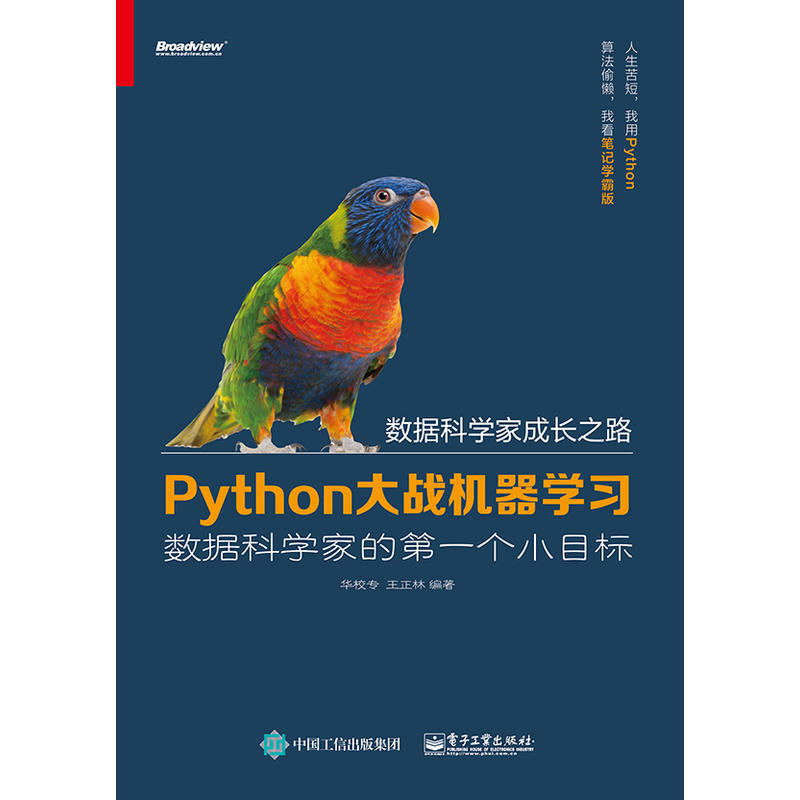 Broadview®
www.broadview.com.cn
人生苦短，我用Python
算法偷懒，我看笔记学霸版
数据科学家成长之路
Python大战机器学习
数据科学家的第一个小目标
华校专 王正林 编著
中国工信出版集团
电子工业出版社·
PUBLISHING HOUSE OF ELECTRONICS INDUSTRY